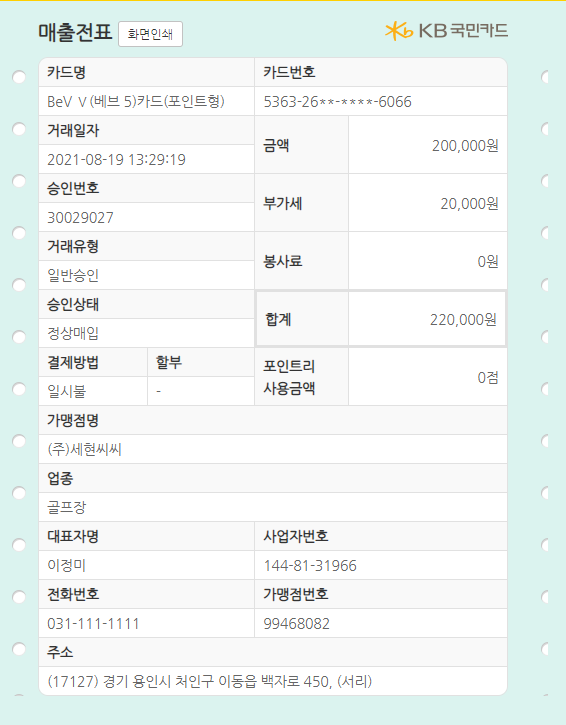 매출전표 화면인쇄 KB국민카드
카드명 카드번호
BeV Ⅴ(베브 5)카드(포인트형) 5363-26**-****-6066
거래일자
2021-08-19 13:29:19
금액 200,000원
승인번호
30029027
부가세 20,000원
거래유형
일반승인
봉사료 0원
승인상태
정상매입
합계 220,000원
결제방법 할부
일시불 -
포인트리
사용금액 0점
가맹점명
(주)세현씨씨
업종
골프장
대표자명 사업자번호
이정미 144-81-31966
전화번호 가맹점번호
031-111-1111 99468082
주소
(17127) 경기 용인시 처인구 이동읍 백자로 450, (서리)